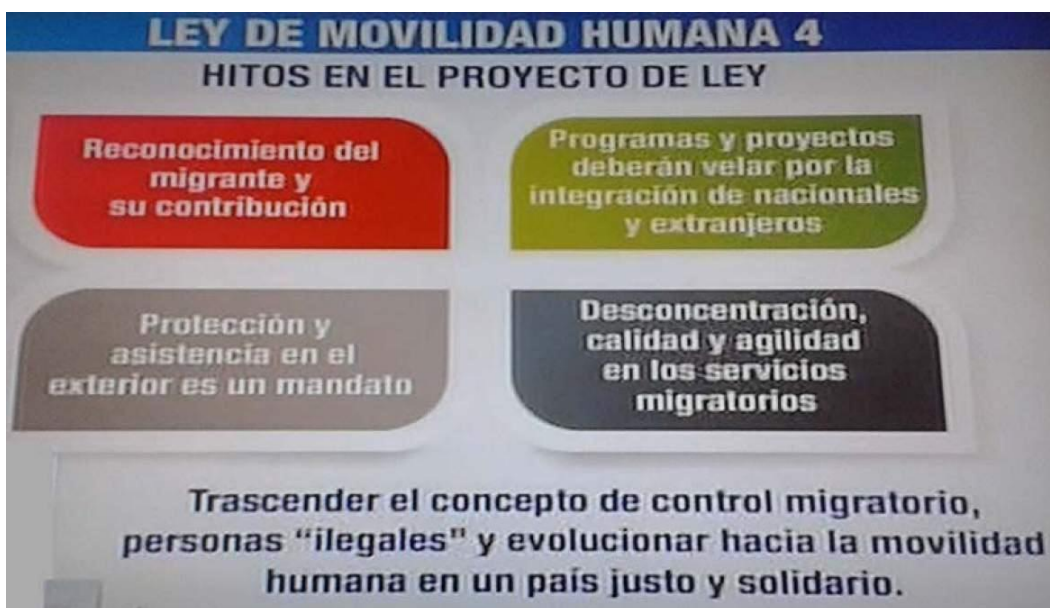 LEY DE MOVILIDAD HUMANA 4
HITOS EN EL PROYECTO DE LEY
Reconocimiento del
migrante y
su contribución
Programas y proyectos
deberán velar por la
integración de nacionales
y extranjeros
Protección y
asistencia en el
exterior es un mandato
Desconcentración,
calidad y agilidad
en los servicios
migratorios
Trascender el concepto de control migratorio,
personas “ilegales” y evolucionar hacia la movilidad
humana en un país justo y solidario.